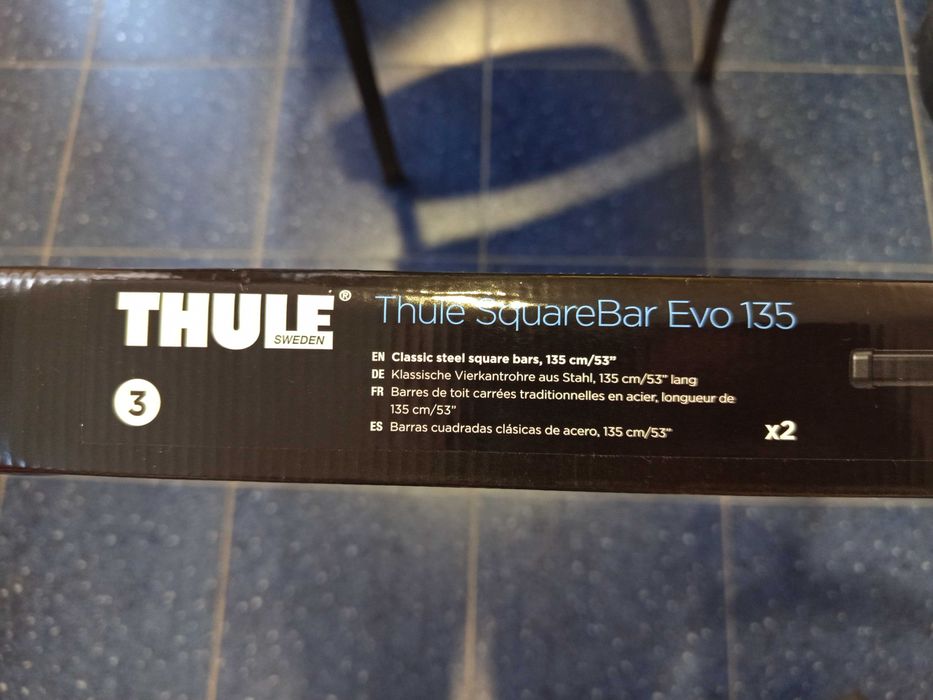 THULE®
SWEDEN
3
Thule SquareBar Evo 135
EN Classic steel square bars, 135 cm/53”
DE Klassische Vierkantrohre aus Stahl, 135 cm/53” lang
FR Barres de toit carrées traditionnelles en acier, longueur de
135 cm/53”
ES Barras cuadradas clásicas de acero, 135 cm/53”
x2